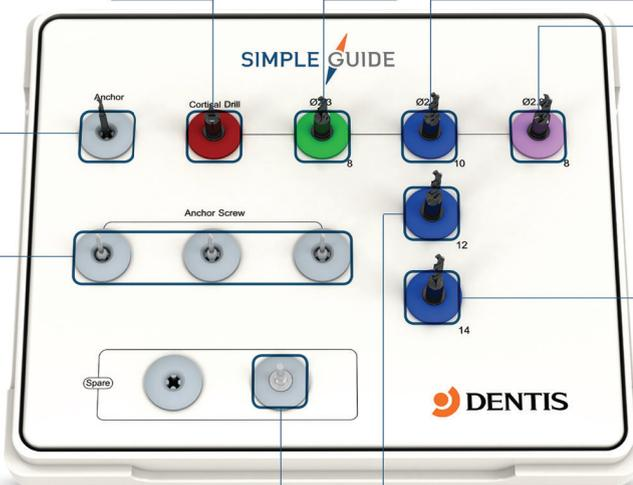 SIMPLE GUIDE
Anchor
Cortical Drill
8
10
8
Anchor Screw
12
14
Spare
DENTIS